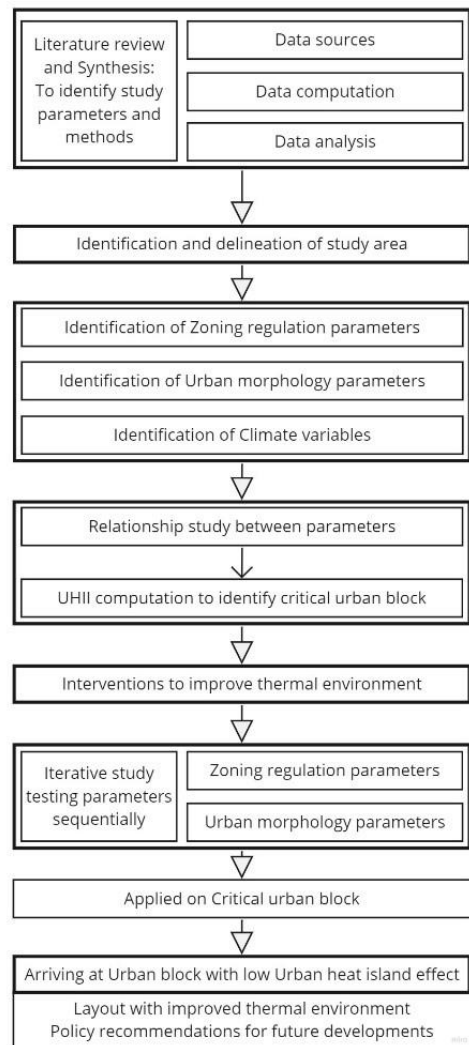 Literature review
and Synthesis:
To identify study
parameters and
methods
Data sources
Data computation
Data analysis
Identification and delineation of study area
Identification of Zoning regulation parameters
Identification of Urban morphology parameters
Identification of Climate variables
Relationship study between parameters
UHII computation to identify critical urban block
Interventions to improve thermal environment
Iterative study
testing parameters
sequentially
Zoning regulation parameters
Urban morphology parameters
Applied on Critical urban block
Arriving at Urban block with low Urban heat island effect
Layout with improved thermal environment
Policy recommendations for future developments